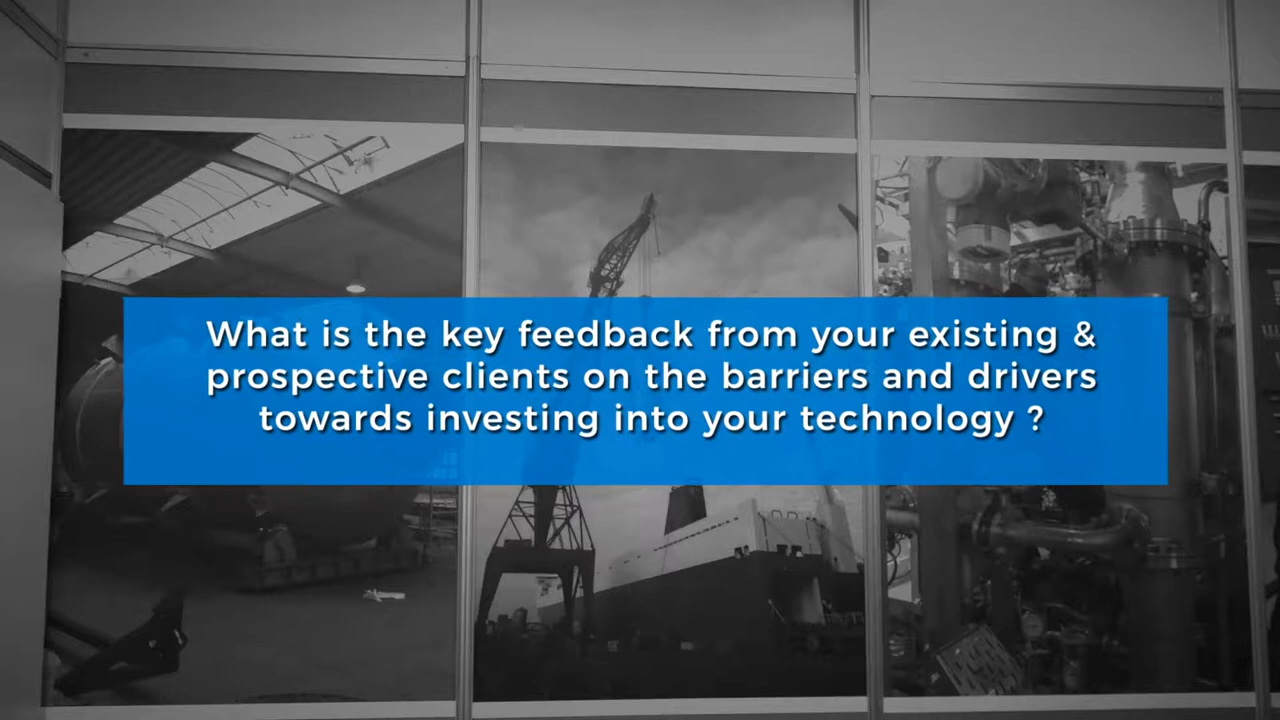 What is the key feedback from your existing &
prospective clients on the barriers and drivers
towards investing into your technology ?